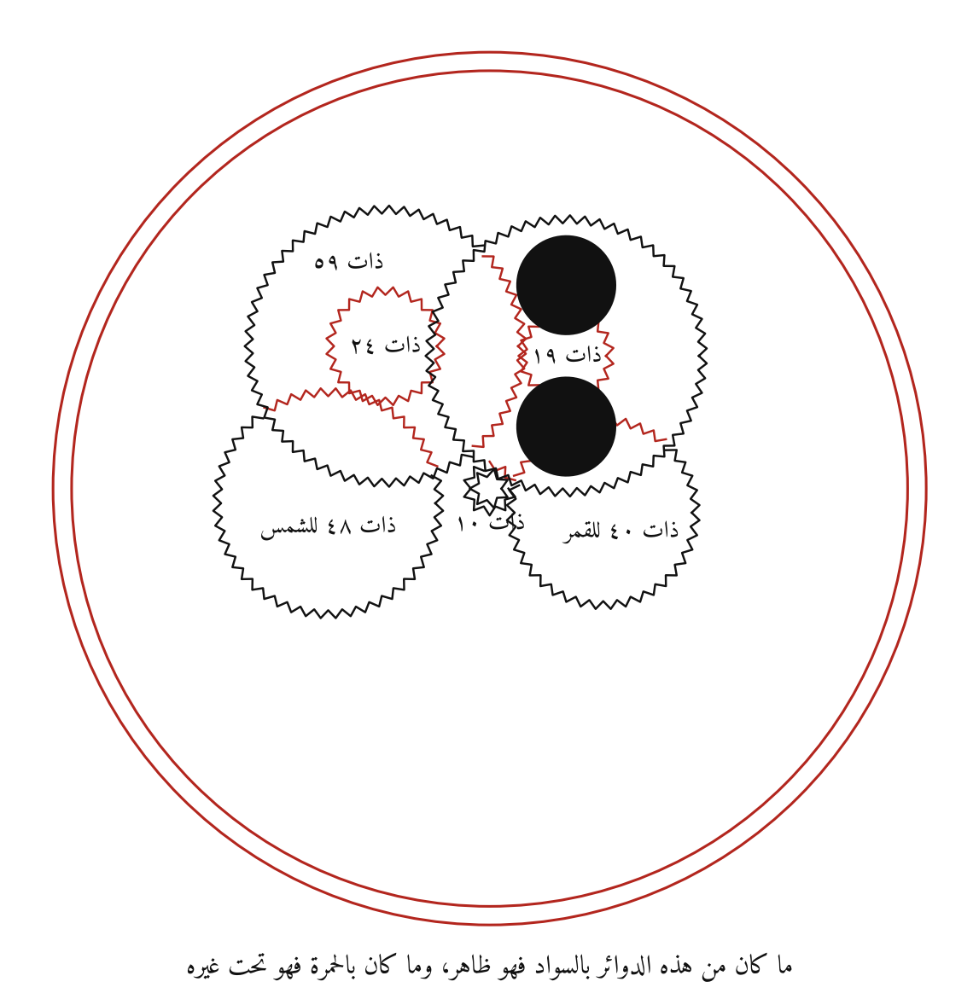 ذات ٥٩
ذات ٢٤
ذات ١٩
ذات ١٠
ذات ٤٨ للشمس
ذات ٤٠ للقمر
ما كان من هذه الدوائر بالسواد فهو ظاهر، وما كان بالحمرة فهو تحت غيره